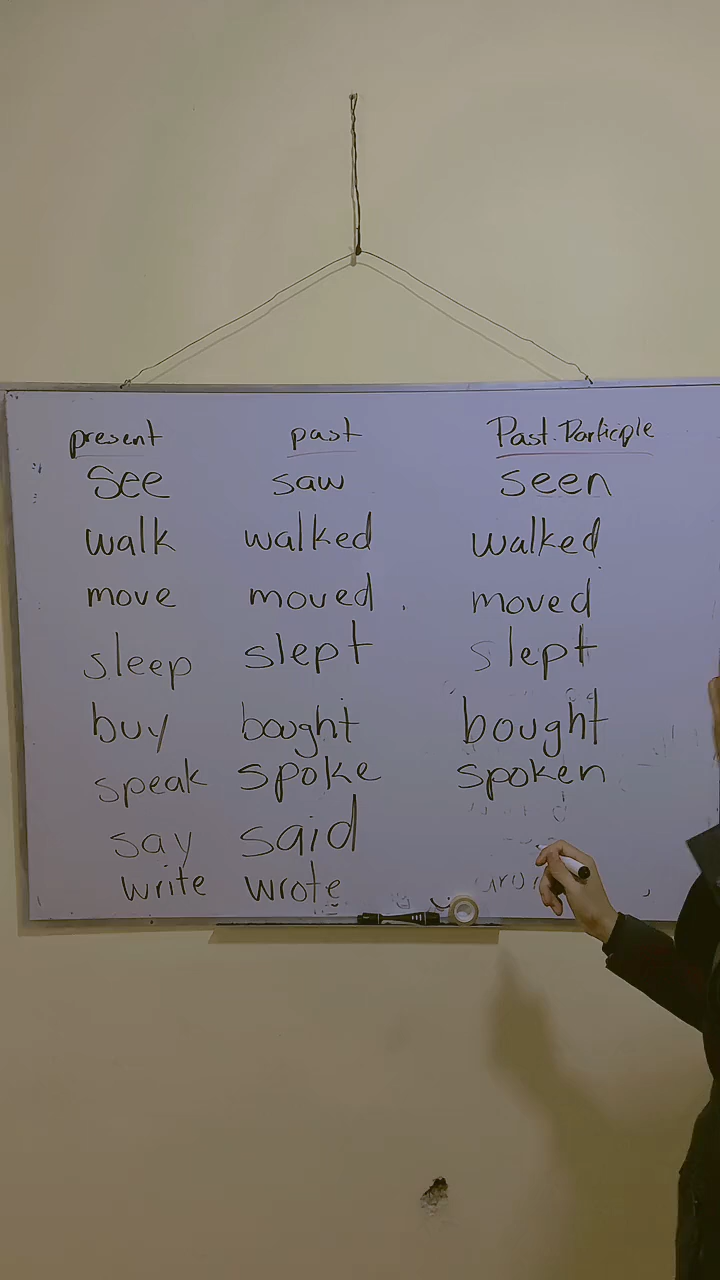 present past Past. Participle
see saw seen
walk walked walked
move moved moved
sleep slept slept
buy bought bought
speak spoke spoken
say said
write wrote